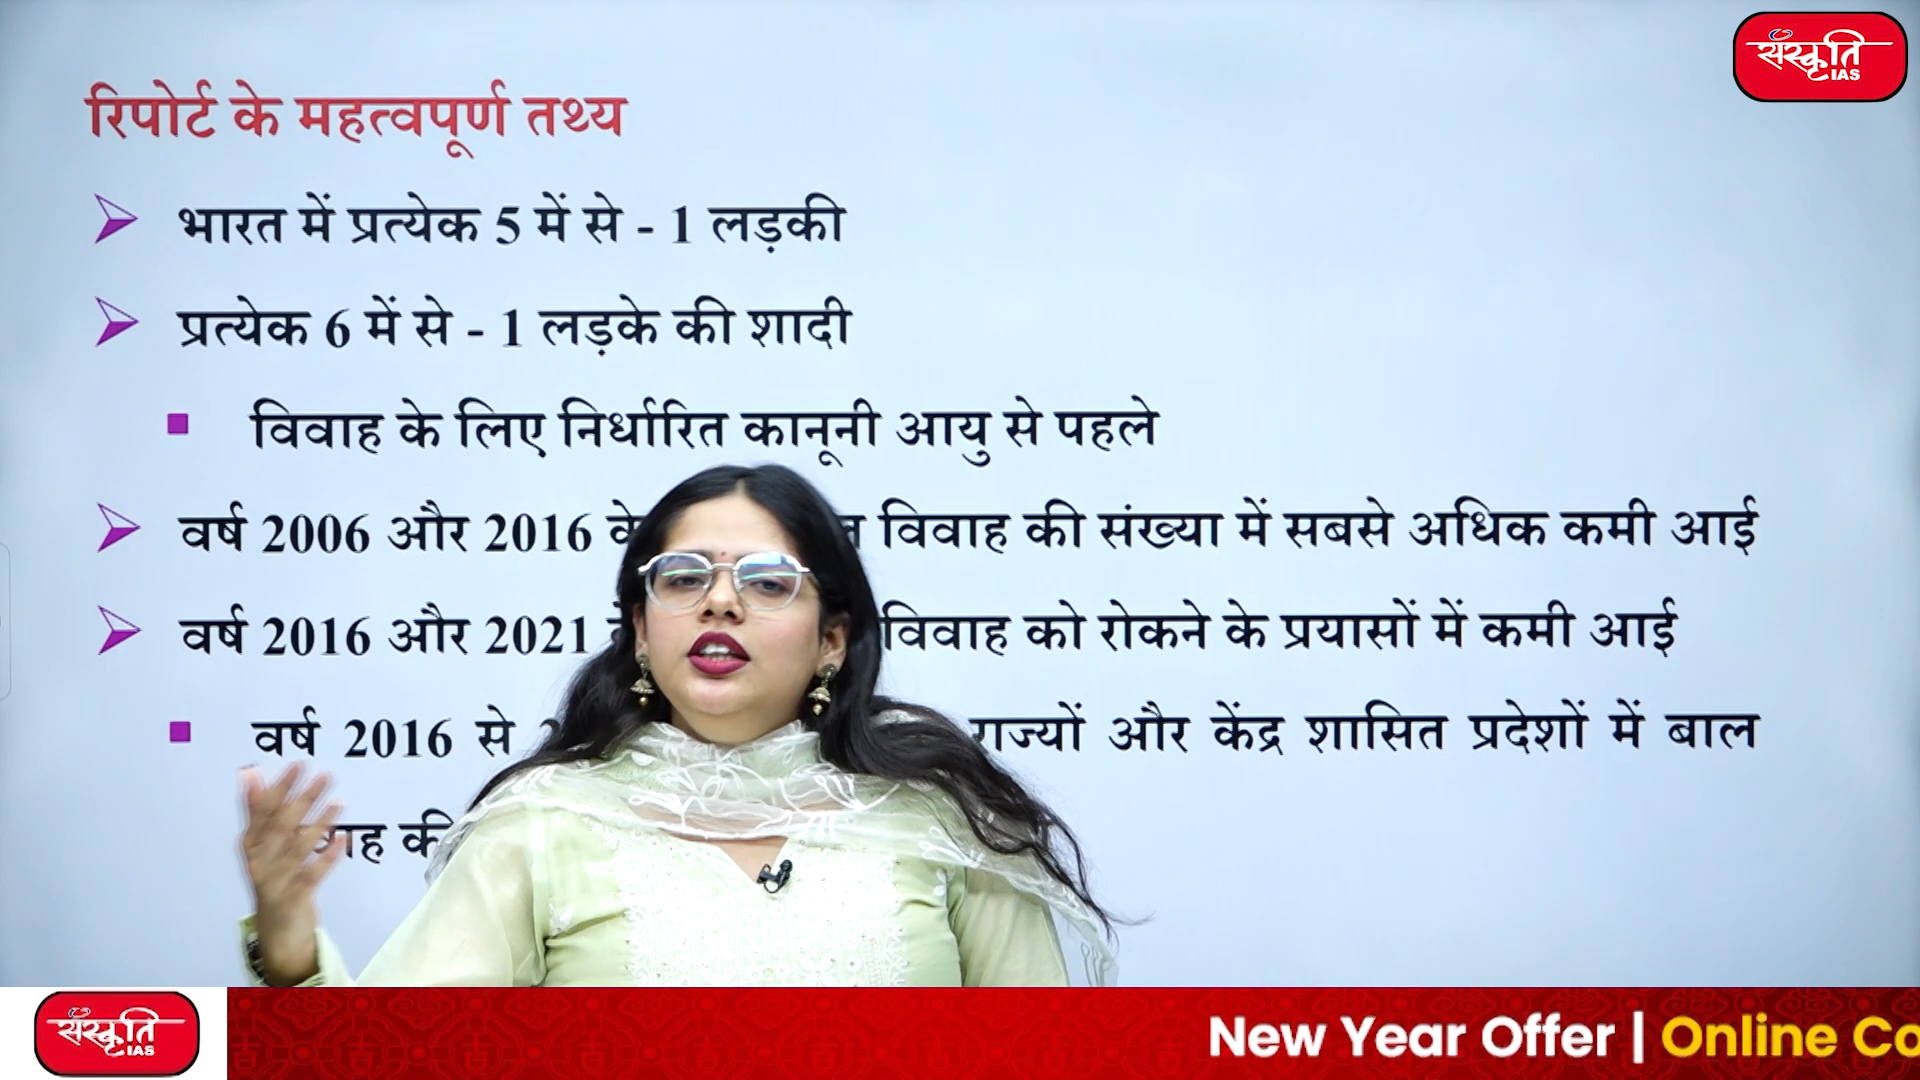 संस्कृति
IAS
रिपोर्ट के महत्वपूर्ण तथ्य
भारत में प्रत्येक 5 में से - 1 लड़की
प्रत्येक 6 में से - 1 लड़के की शादी
विवाह के लिए निर्धारित कानूनी आयु से पहले
वर्ष 2006 और 2016 के विवाह की संख्या में सबसे अधिक कमी आई
वर्ष 2016 और 2021 विवाह को रोकने के प्रयासों में कमी आई
वर्ष 2016 से राज्यों और केंद्र शासित प्रदेशों में बाल
संस्कृति
IAS
New Year Offer | Online